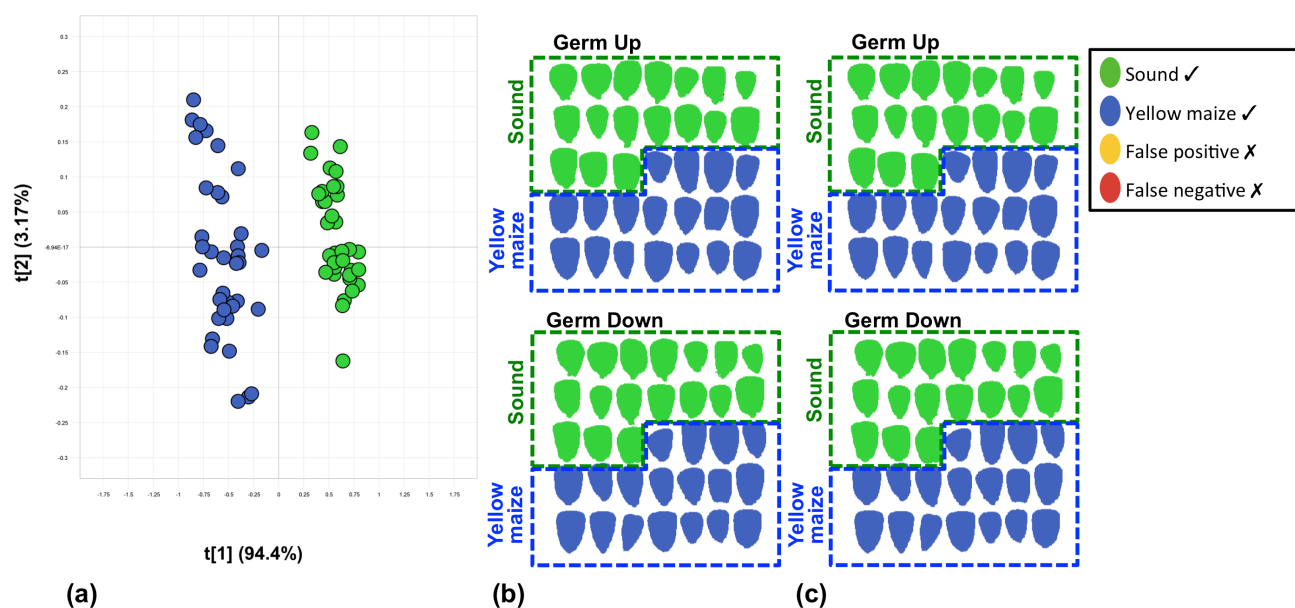 0.3
0.25
0.2
0.15
0.1
0.05
-6.94E-17
-0.05
-0.1
-0.15
-0.2
-0.25
-0.3
t[2] (3.17%)
-1.75 -1.5 -1.25 -1 -0.75 -0.5 -0.25 0 0.25 0.5 0.75 1 1.25 1.5 1.75
t[1] (94.4%)
(a)
Germ Up
Sound
Yellow
maize
Germ Down
Sound
Yellow
maize
(b)
Germ Up
Sound
Yellow
maize
Germ Down
Sound
Yellow
maize
(c)
Sound ✓
Yellow maize ✓
False positive ✗
False negative ✗